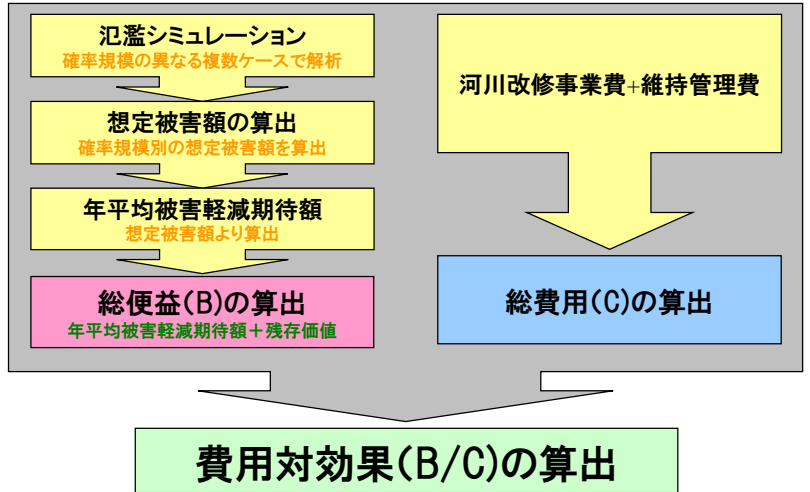 氾濫シミュレーション
確率規模の異なる複数ケースで解析
想定被害額の算出
確率規模別の想定被害額を算出
年平均被害軽減期待額
想定被害額より算出
総便益(B)の算出
年平均被害軽減期待額＋残存価値
河川改修事業費+維持管理費
総費用(C)の算出
費用対効果(B/C)の算出